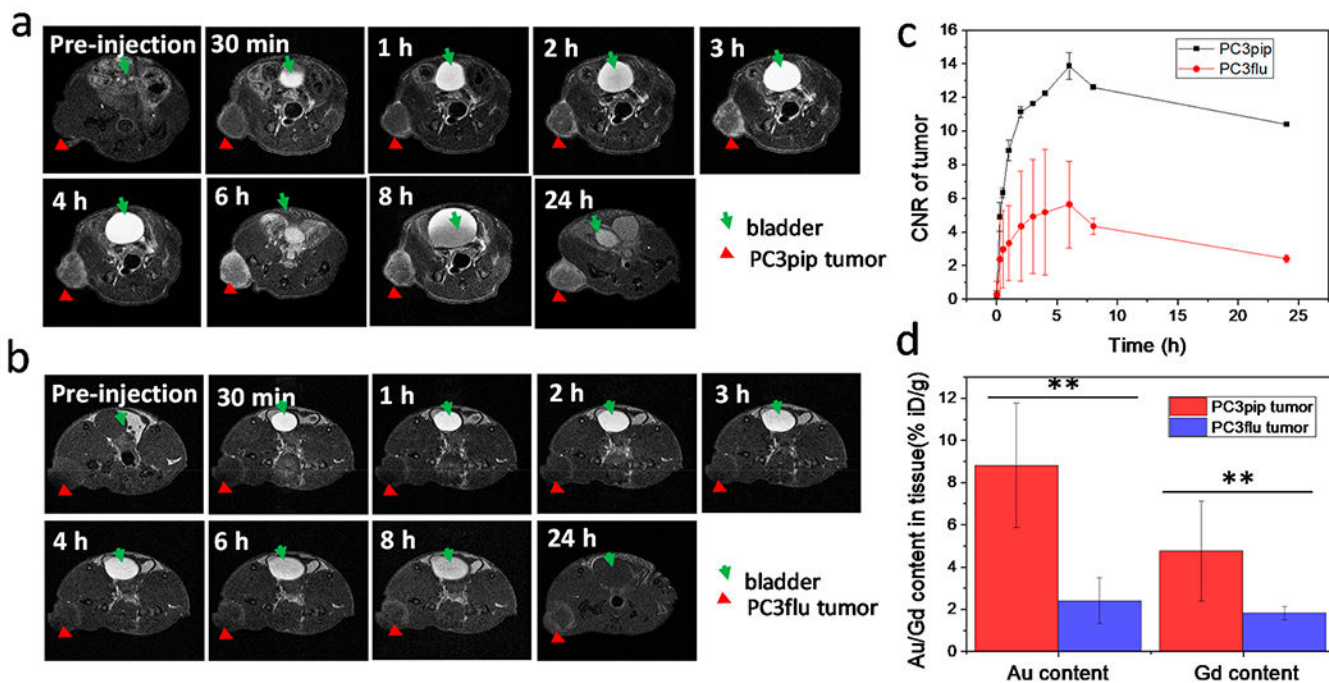 a
Pre-injection 30 min 1 h 2 h 3 h
4 h 6 h 8 h 24 h
bladder
PC3pip tumor
b
Pre-injection 30 min 1 h 2 h 3 h
4 h 6 h 8 h 24 h
bladder
PC3flu tumor
c
16
14
12
10
8
6
4
2
0
CNR of tumor
PC3pip
PC3flu
0 5 10 15 20 25
Time (h)
d
12
10
8
6
4
2
0
Au/Gd content in tissue(% iD/g)
** **
PC3pip tumor
PC3flu tumor
Au content Gd content